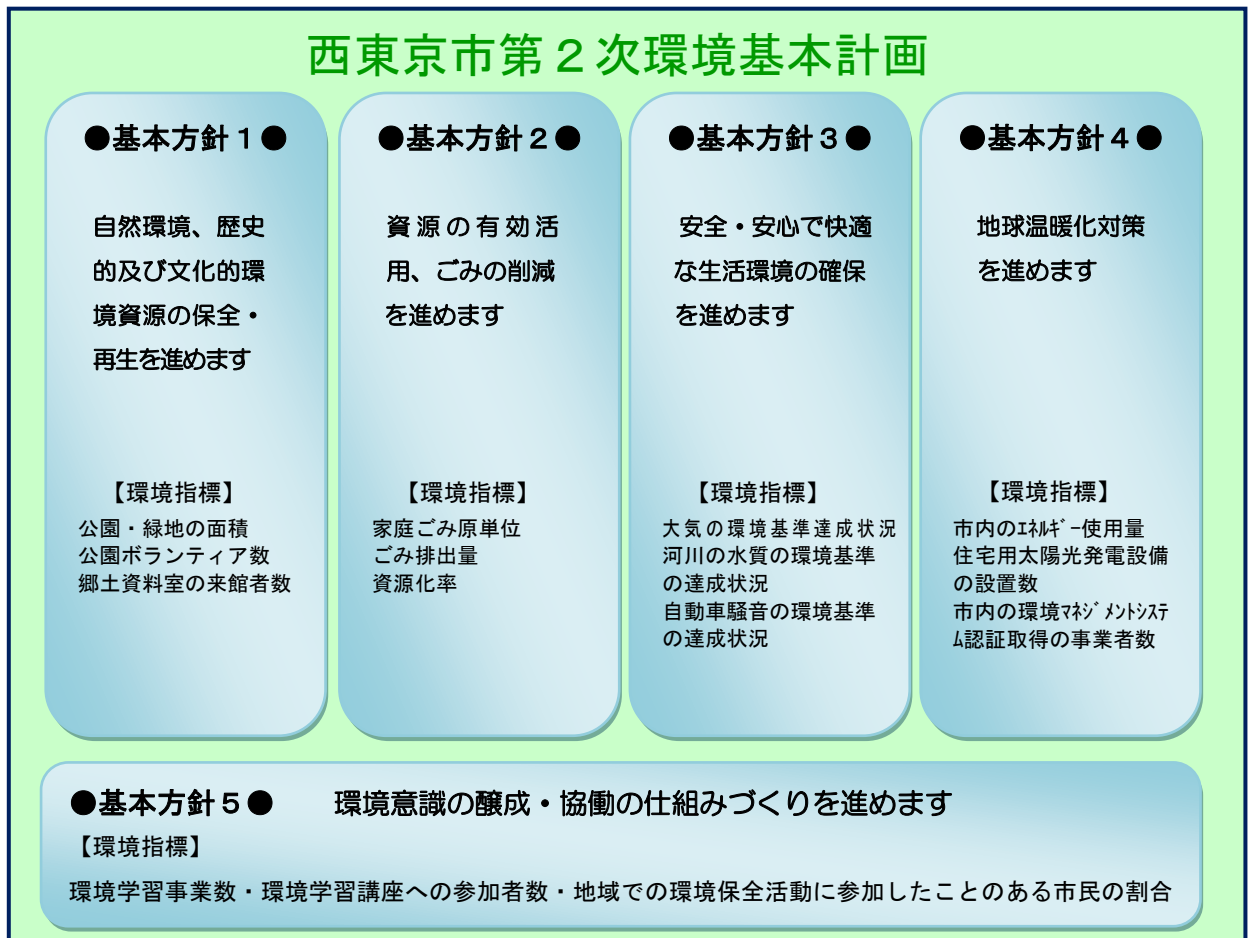 西東京市第２次環境基本計画
●基本方針１●
自然環境、歴史
的及び文化的環
境資源の保全・
再生を進めます
【環境指標】
公園・緑地の面積
公園ボランティア数
郷土資料室の来館者数
●基本方針２●
資源の有効活
用、ごみの削減
を進めます
【環境指標】
家庭ごみ原単位
ごみ排出量
資源化率
●基本方針３●
安全・安心で快適
な生活環境の確保
を進めます
【環境指標】
大気の環境基準達成状況
河川の水質の環境基準
の達成状況
自動車騒音の環境基準
の達成状況
●基本方針４●
地球温暖化対策
を進めます
【環境指標】
市内のｴﾈﾙｷﾞｰ使用量
住宅用太陽光発電設備
の設置数
市内の環境ﾏﾈｼﾞﾒﾝﾄｼｽﾃ
ﾑ認証取得の事業者数
●基本方針５●　環境意識の醸成・協働の仕組みづくりを進めます
【環境指標】
環境学習事業数・環境学習講座への参加者数・地域での環境保全活動に参加したことのある市民の割合